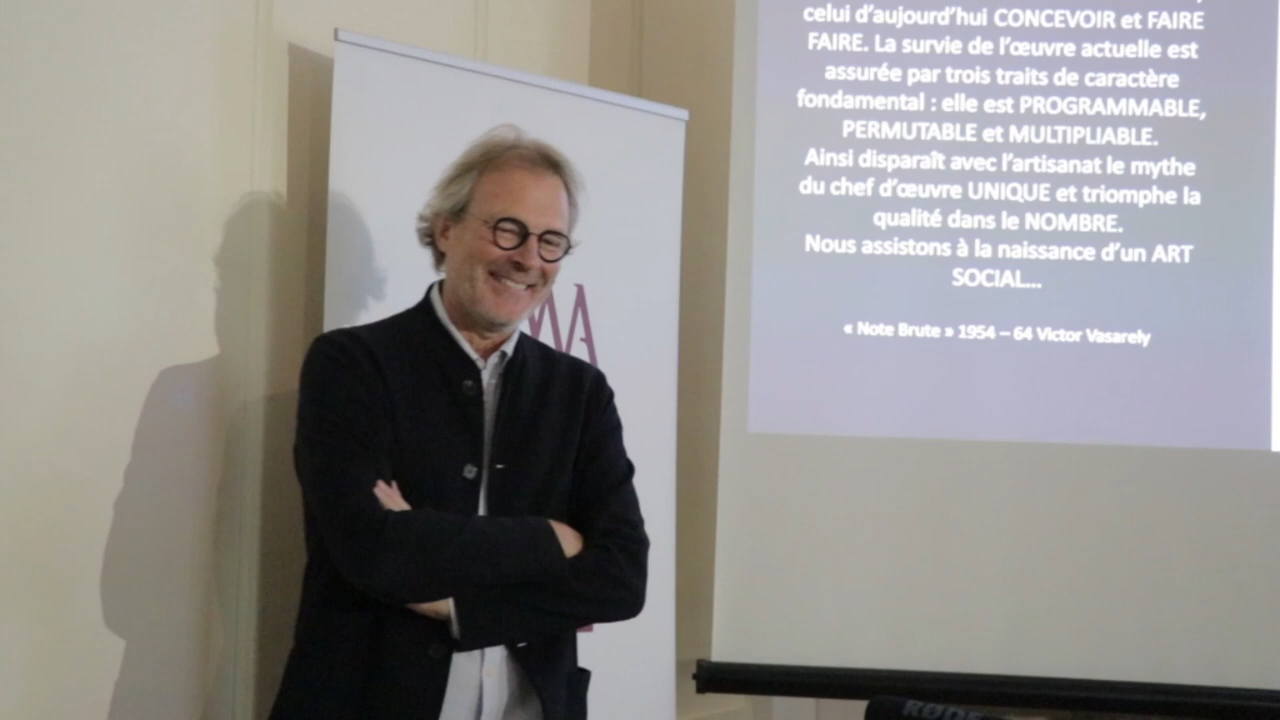 MA
celui d'aujourd'hui CONCEVOIR et FAIRE
FAIRE. La survie de l'œuvre actuelle est
assurée par trois traits de caractère
fondamental : elle est PROGRAMMABLE,
PERMUTABLE et MULTIPLIABLE.
Ainsi disparaît avec l'artisanat le mythe
du chef d'œuvre UNIQUE et triomphe la
qualité dans le NOMBRE.
Nous assistons à la naissance d'un ART
SOCIAL...
« Note Brute » 1954 – 64 Victor Vasarely
RØDE